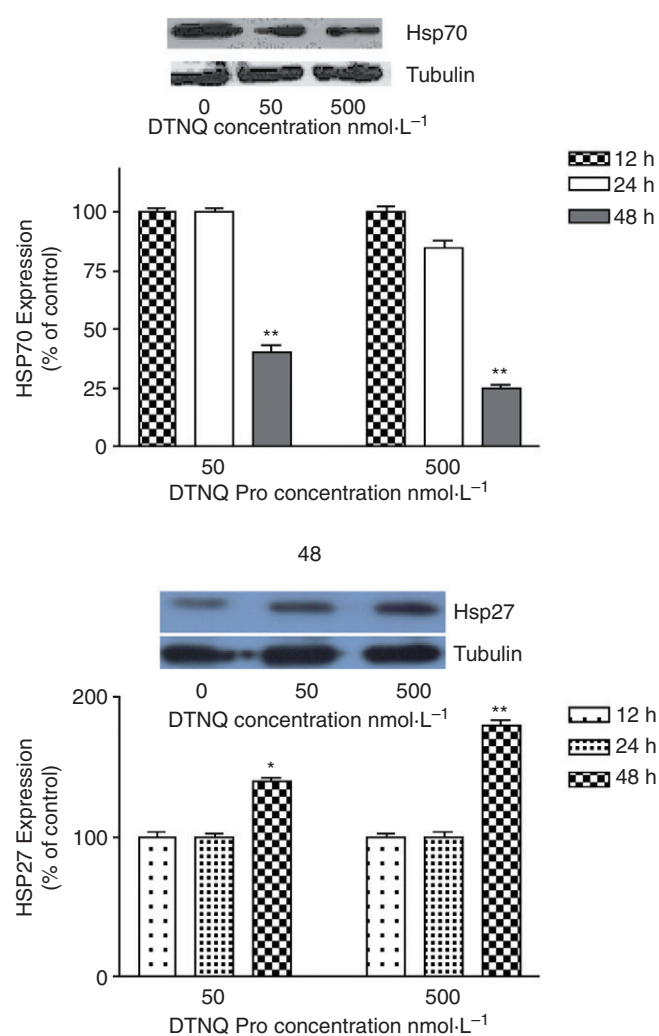 Hsp70
Tubulin
0 50 500
DTNQ concentration nmol·L⁻¹
12 h
24 h
48 h
HSP70 Expression
(% of control)
100
75
50
25
0
**
**
50 500
DTNQ Pro concentration nmol·L⁻¹
48
Hsp27
Tubulin
0 50 500
DTNQ concentration nmol·L⁻¹
12 h
24 h
48 h
HSP27 Expression
(% of control)
200
100
0
*
**
50 500
DTNQ Pro concentration nmol·L⁻¹